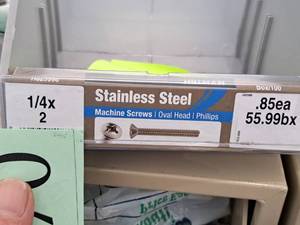 Box/100
1/4x
2
Stainless Steel
Machine Screws | Oval Head | Phillips
.85ea
55.99bx